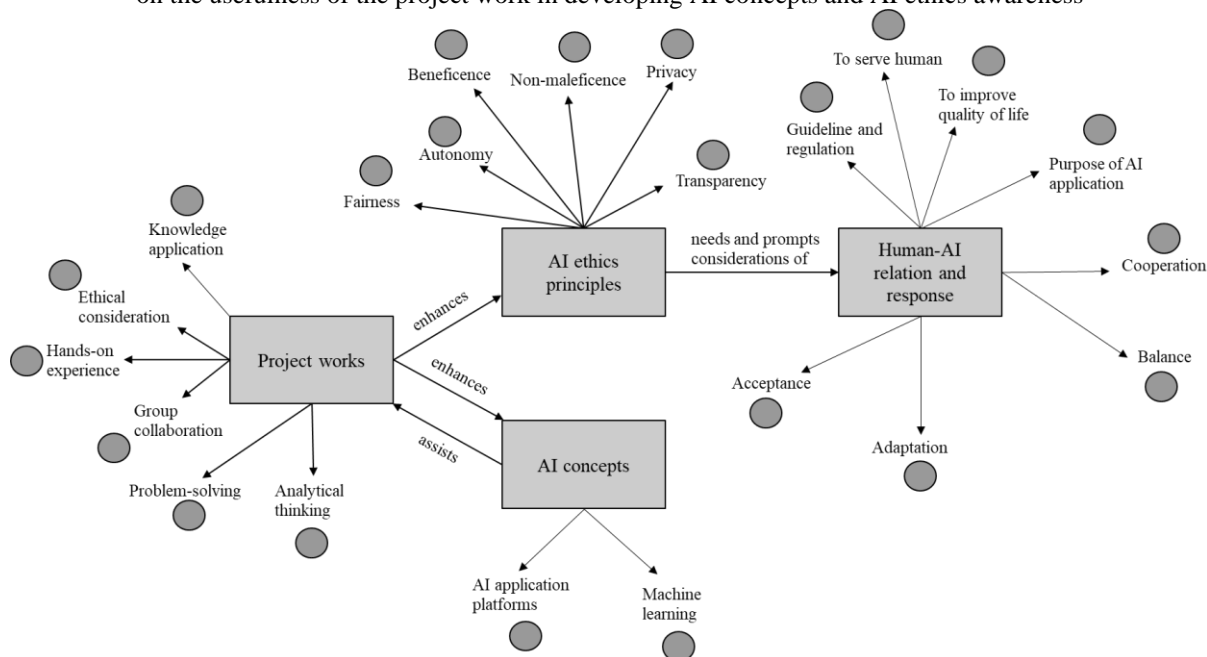 on the usefulness of the project work in developing AI concepts and AI ethics awareness
To serve human
Beneficence
Non-maleficence
Privacy
To improve
quality of life
Guideline and
regulation
Autonomy
Transparency
Purpose of AI
application
Fairness
Knowledge
application
AI ethics
principles
needs and prompts
considerations of
Human-AI
relation and
response
Cooperation
Ethical
consideration
enhances
Hands-on
experience
Project works
enhances
Balance
Acceptance
Group
collaboration
assists
AI concepts
Adaptation
Problem-solving
Analytical
thinking
AI application
platforms
Machine
learning